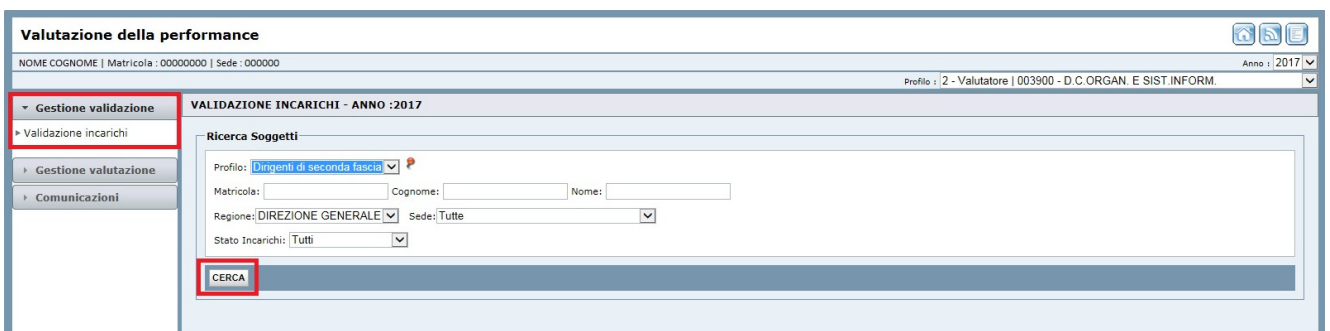 Valutazione della performance
NOME COGNOME | Matricola : 00000000 | Sede : 000000
Anno : 2017
Profilo : 2 - Valutatore | 003900 - D.C.ORGAN. E SIST.INFORM.
Gestione validazione
Validazione incarichi
Gestione valutazione
Comunicazioni
VALIDAZIONE INCARICHI - ANNO :2017
Ricerca Soggetti
Profilo: Dirigenti di seconda fascia
Matricola: Cognome: Nome:
Regione: DIREZIONE GENERALE Sede: Tutte
Stato Incarichi: Tutti
CERCA